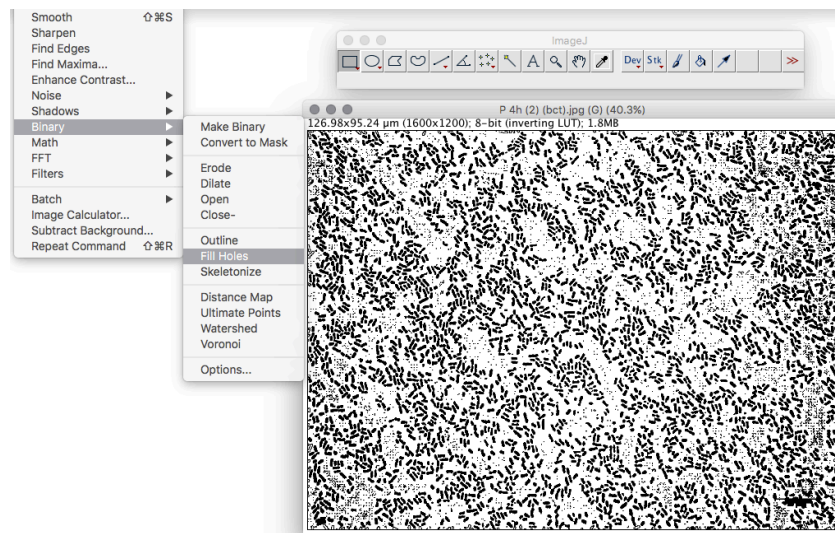 Smooth ⇧⌘S
Sharpen
Find Edges
Find Maxima...
Enhance Contrast...
Noise
Shadows
Binary
Math
FFT
Filters
Batch
Image Calculator...
Subtract Background...
Repeat Command ⇧⌘R
Make Binary
Convert to Mask
Erode
Dilate
Open
Close-
Outline
Fill Holes
Skeletonize
Distance Map
Ultimate Points
Watershed
Voronoi
Options...
ImageJ
A Dev Stk >>
P 4h (2) (bct).jpg (G) (40.3%)
126.98x95.24 µm (1600x1200); 8-bit (inverting LUT); 1.8MB